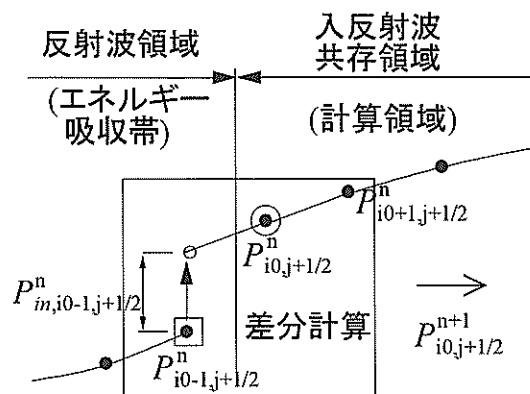 反射波領域
(エネルギー
吸収帯)
入反射波
共存領域
(計算領域)
P^n_{i0+1,j+1/2}
P^n_{i0,j+1/2}
P^n_{in,i0-1,j+1/2}
差分計算
P^{n+1}_{i0,j+1/2}
P^n_{i0-1,j+1/2}